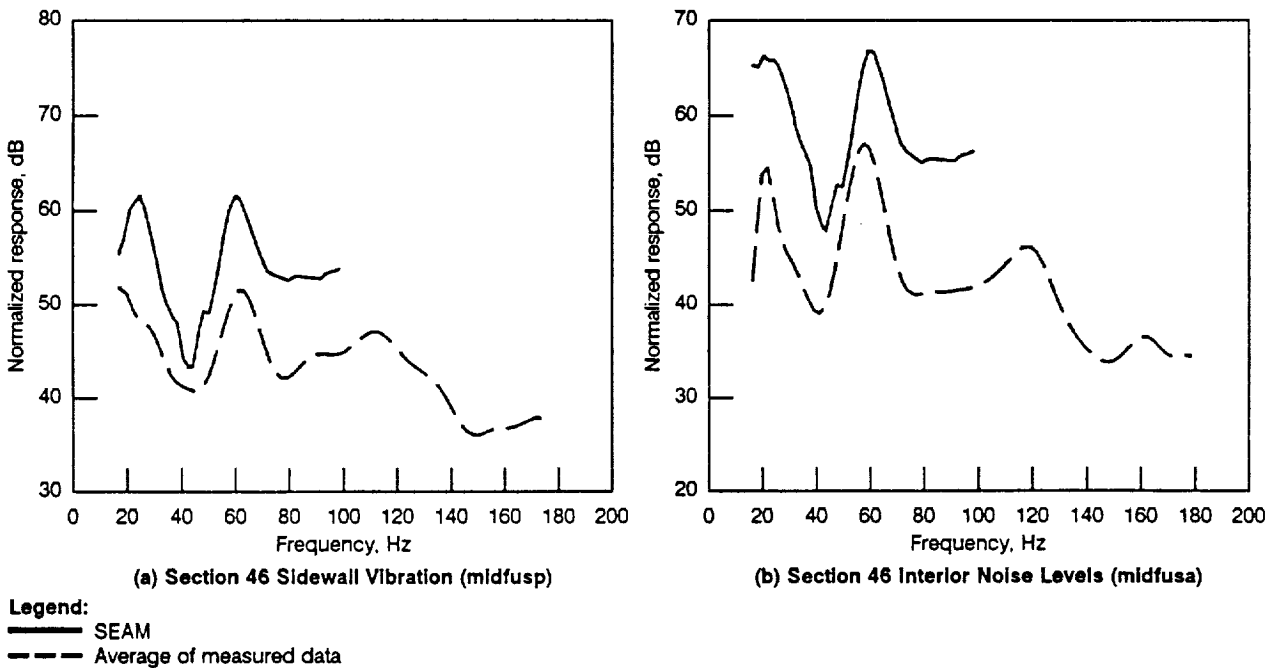 80
70
60
50
40
30
Normalized response, dB
0 20 40 60 80 100 120 140 160 180 200
Frequency, Hz
(a) Section 46 Sidewall Vibration (midfusp)
70
60
50
40
30
20
Normalized response, dB
0 20 40 60 80 100 120 140 160 180 200
Frequency, Hz
(b) Section 46 Interior Noise Levels (midfusa)
Legend:
SEAM
Average of measured data